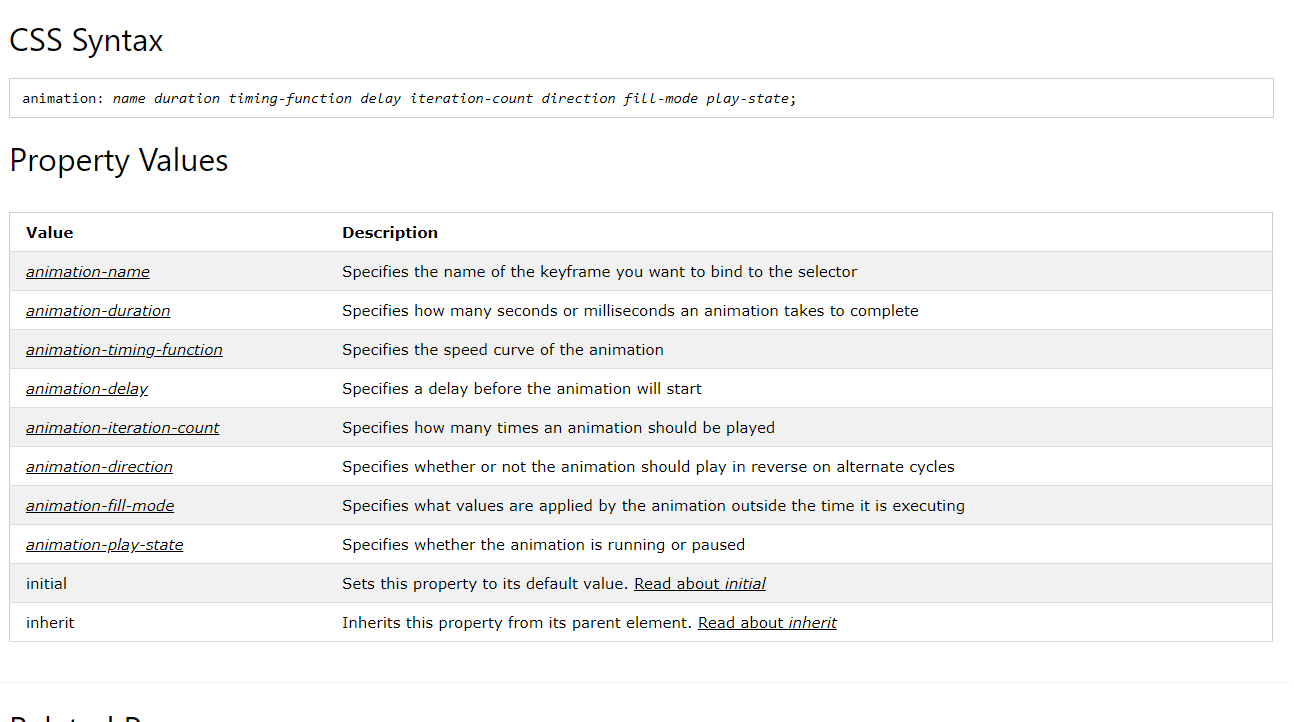 CSS Syntax
animation: name duration timing-function delay iteration-count direction fill-mode play-state;
Property Values
Value Description
animation-name Specifies the name of the keyframe you want to bind to the selector
animation-duration Specifies how many seconds or milliseconds an animation takes to complete
animation-timing-function Specifies the speed curve of the animation
animation-delay Specifies a delay before the animation will start
animation-iteration-count Specifies how many times an animation should be played
animation-direction Specifies whether or not the animation should play in reverse on alternate cycles
animation-fill-mode Specifies what values are applied by the animation outside the time it is executing
animation-play-state Specifies whether the animation is running or paused
initial Sets this property to its default value. Read about initial
inherit Inherits this property from its parent element. Read about inherit